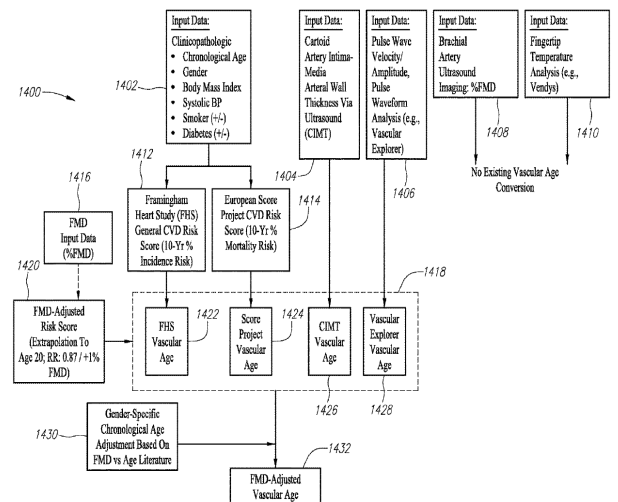 Input Data:
Clinicopathologic
• Chronological Age
• Gender
• Body Mass Index
• Systolic BP
• Smoker (+/-)
• Diabetes (+/-)
1402
1400
Input Data:
Cartoid
Artery Intima-
Media
Arteral Wall
Thickness Via
Ultrasound
(CIMT)
1404
Input Data:
Pulse Wave
Velocity/
Amplitude,
Pulse
Waveform
Analysis (e.g.,
Vascular
Explorer)
1406
Input Data:
Brachial
Artery
Ultrasound
Imaging: %FMD
1408
Input Data:
Fingertip
Temperature
Analysis (e.g.,
Vendys)
1410
No Existing Vascular Age
Conversion
1412
Framingham
Heart Study (FHS)
General CVD Risk
Score (10-Yr %
Incidence Risk)
European Score
Project CVD Risk
Score (10-Yr %
Mortality Risk)
1414
1416
FMD
Input Data
(%FMD)
1420
FMD-Adjusted
Risk Score
(Extrapolation To
Age 20; RR: 0.87 / +1%
FMD)
1418
FHS
Vascular
Age
1422
Score
Project
Vascular
Age
1424
CIMT
Vascular
Age
1426
Vascular
Explorer
Vascular
Age
1428
1430
Gender-Specific
Chronological Age
Adjustment Based On
FMD vs Age Literature
1432
FMD-Adjusted
Vascular Age